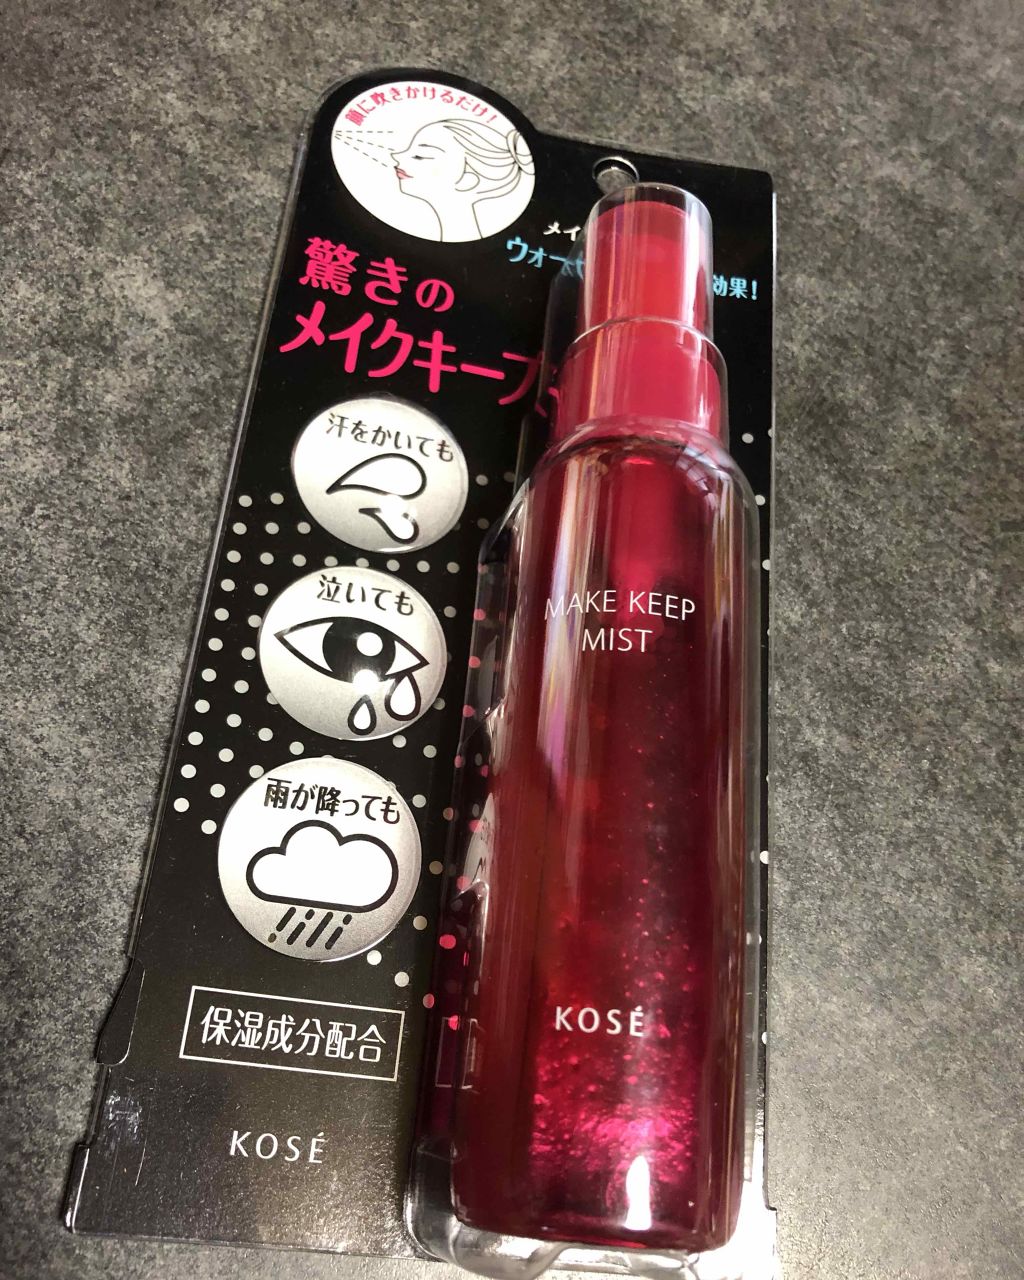 顔に吹きかけるだけ!
メイ
ウォー
効果!
驚きの
メイクキープ
汗をかいても
泣いても
雨が降っても
保湿成分配合
KOSÉ
MAKE KEEP
MIST
KOSÉ